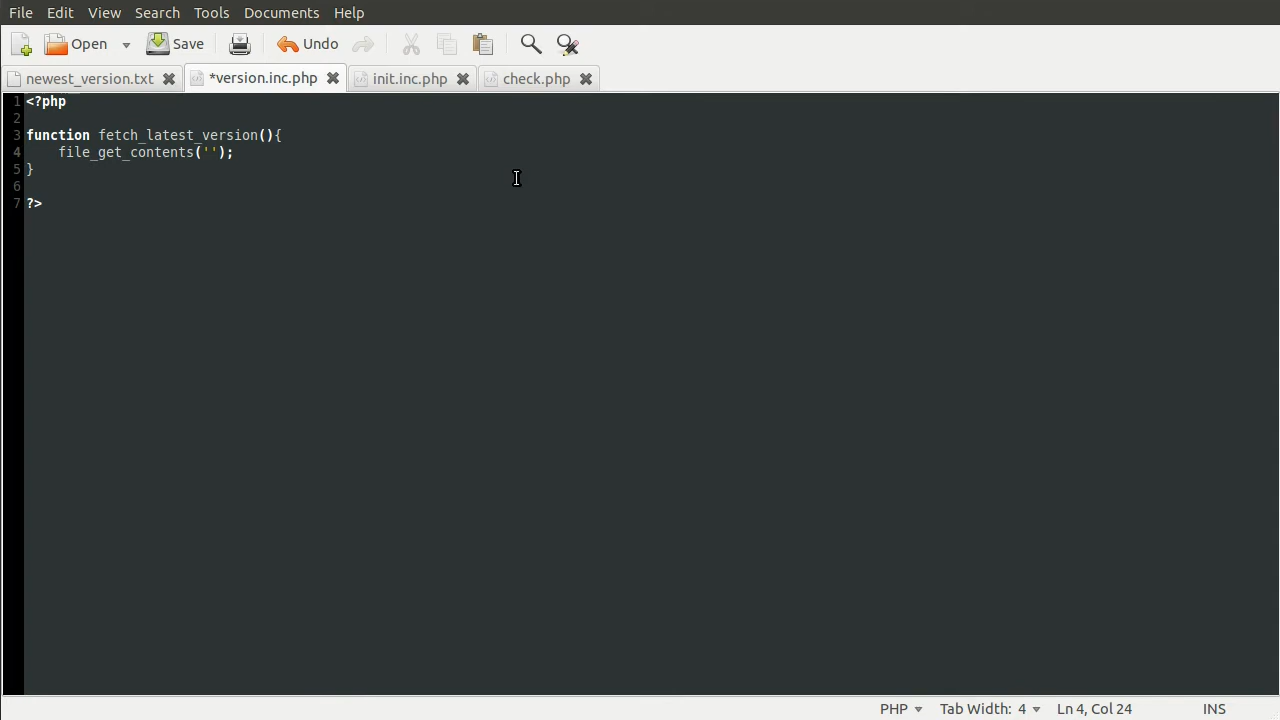 File Edit View Search Tools Documents Help
Open Save Undo
newest_version.txt *version.inc.php init.inc.php check.php
1 <?php
2
3 function fetch_latest_version(){
4     file_get_contents('');
5 }
6
7 ?>
PHP Tab Width: 4 Ln 4, Col 24 INS